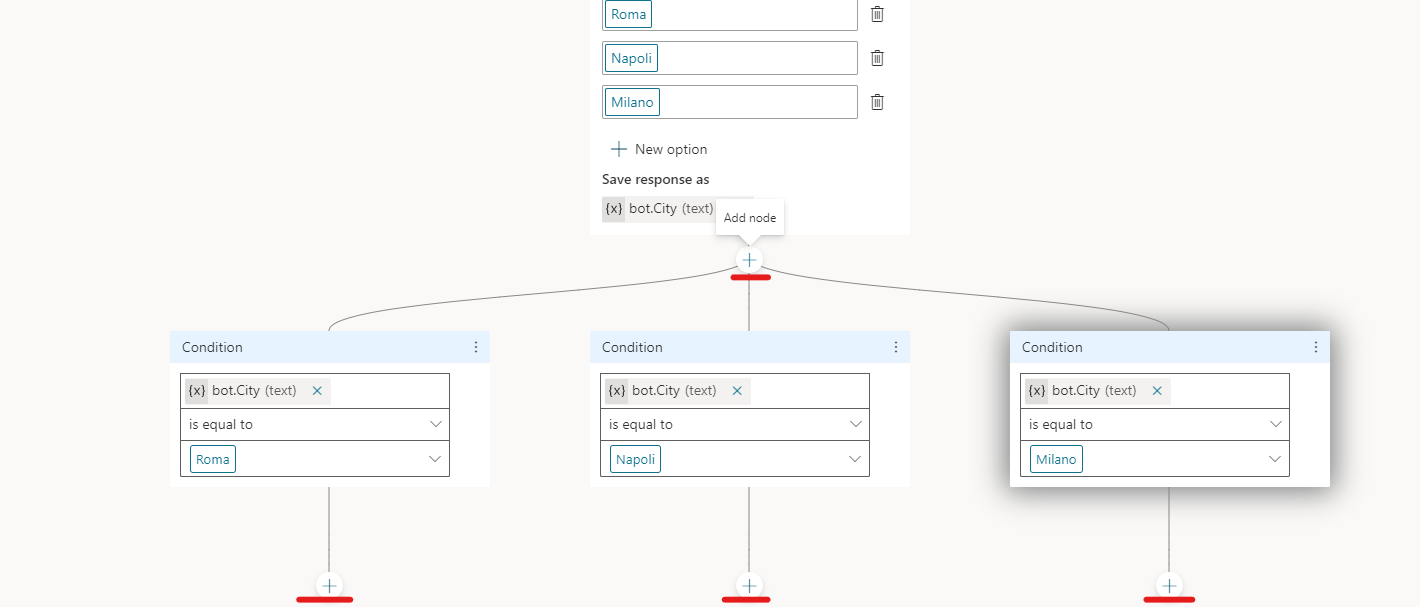 Roma
Napoli
Milano
New option
Save response as
{x} bot.City (text)
Add node
Condition
{x} bot.City (text)
is equal to
Roma
Condition
{x} bot.City (text)
is equal to
Napoli
Condition
{x} bot.City (text)
is equal to
Milano